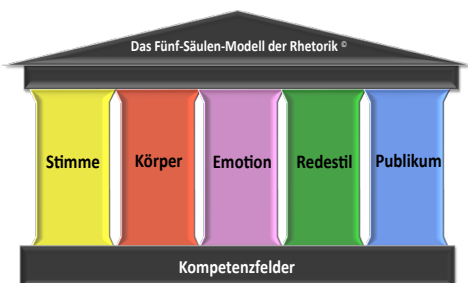 Das Fünf-Säulen-Modell der Rhetorik ©
Stimme
Körper
Emotion
Redestil
Publikum
Kompetenzfelder